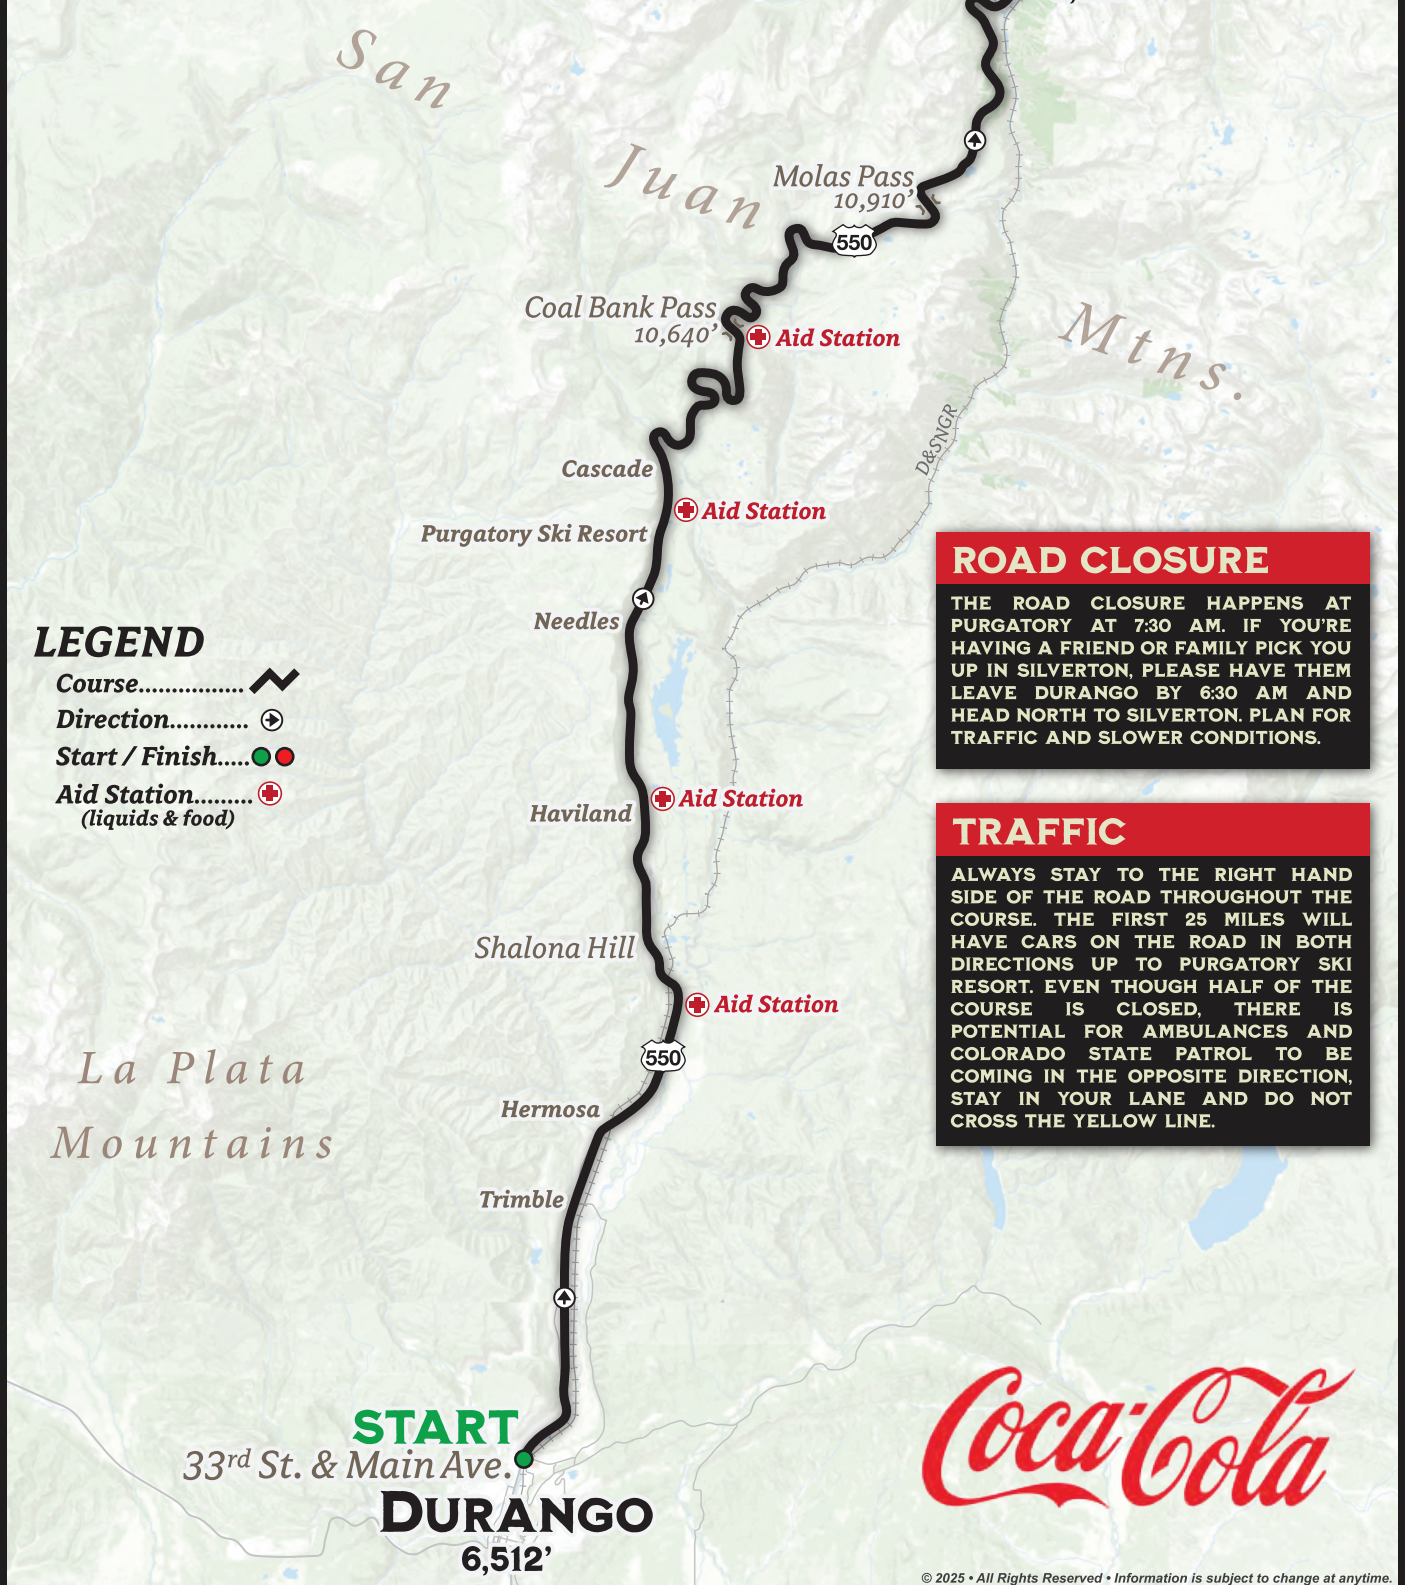 San
Juan
Mtns.
Molas Pass
10,910'
550
Coal Bank Pass
10,640'
Aid Station
D&SNGR
Cascade
Aid Station
Purgatory Ski Resort
Needles
ROAD CLOSURE
THE ROAD CLOSURE HAPPENS AT
PURGATORY AT 7:30 AM. IF YOU'RE
HAVING A FRIEND OR FAMILY PICK YOU
UP IN SILVERTON, PLEASE HAVE THEM
LEAVE DURANGO BY 6:30 AM AND
HEAD NORTH TO SILVERTON. PLAN FOR
TRAFFIC AND SLOWER CONDITIONS.
LEGEND
Course................
Direction............
Start / Finish.....
Aid Station.........
(liquids & food)
Aid Station
Haviland
TRAFFIC
ALWAYS STAY TO THE RIGHT HAND
SIDE OF THE ROAD THROUGHOUT THE
COURSE. THE FIRST 25 MILES WILL
HAVE CARS ON THE ROAD IN BOTH
DIRECTIONS UP TO PURGATORY SKI
RESORT. EVEN THOUGH HALF OF THE
COURSE IS CLOSED, THERE IS
POTENTIAL FOR AMBULANCES AND
COLORADO STATE PATROL TO BE
COMING IN THE OPPOSITE DIRECTION,
STAY IN YOUR LANE AND DO NOT
CROSS THE YELLOW LINE.
Shalona Hill
Aid Station
550
La Plata
Mountains
Hermosa
Trimble
START
33rd St. & Main Ave.
DURANGO
6,512'
Coca-Cola
© 2025 • All Rights Reserved • Information is subject to change at anytime.